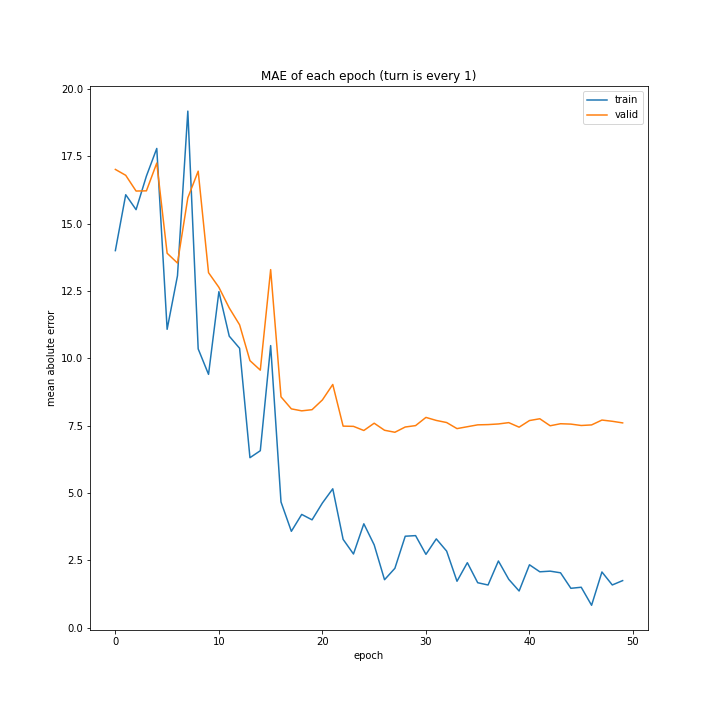 MAE of each epoch (turn is every 1)
train
valid
20.0
17.5
15.0
12.5
10.0
7.5
5.0
2.5
0.0
mean abolute error
0 10 20 30 40 50
epoch